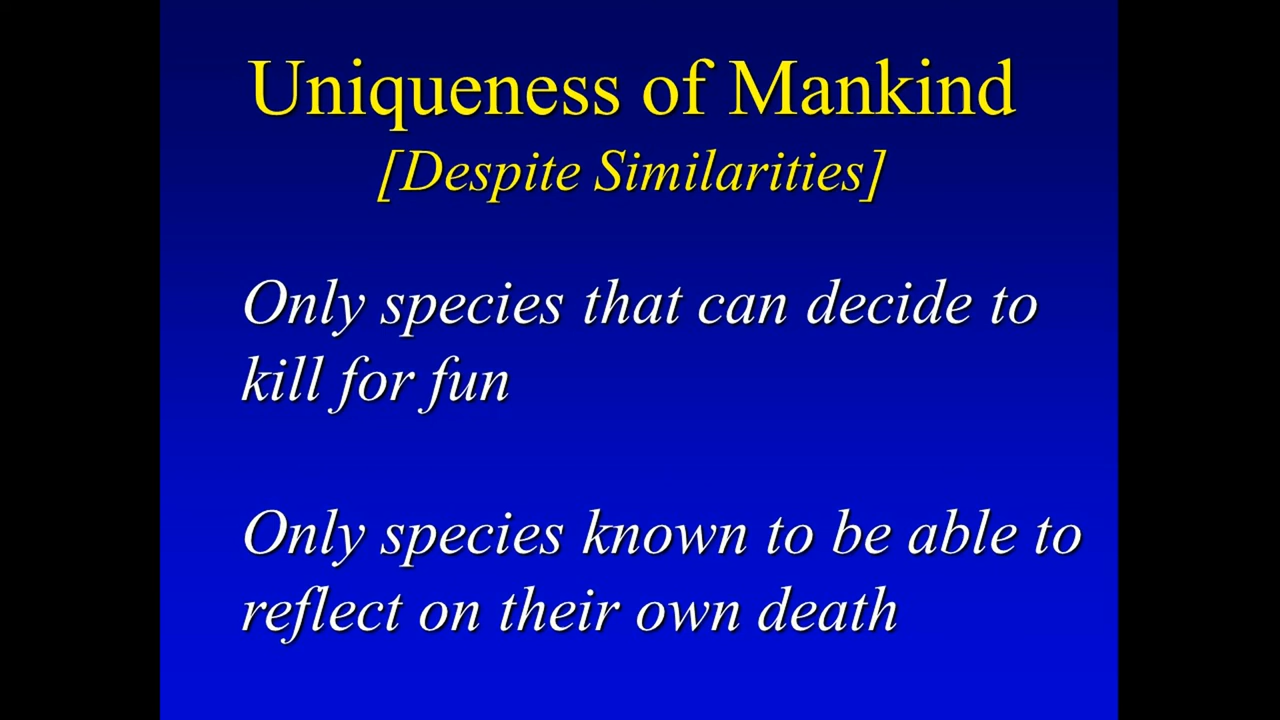 Uniqueness of Mankind
[Despite Similarities]
Only species that can decide to
kill for fun
Only species known to be able to
reflect on their own death